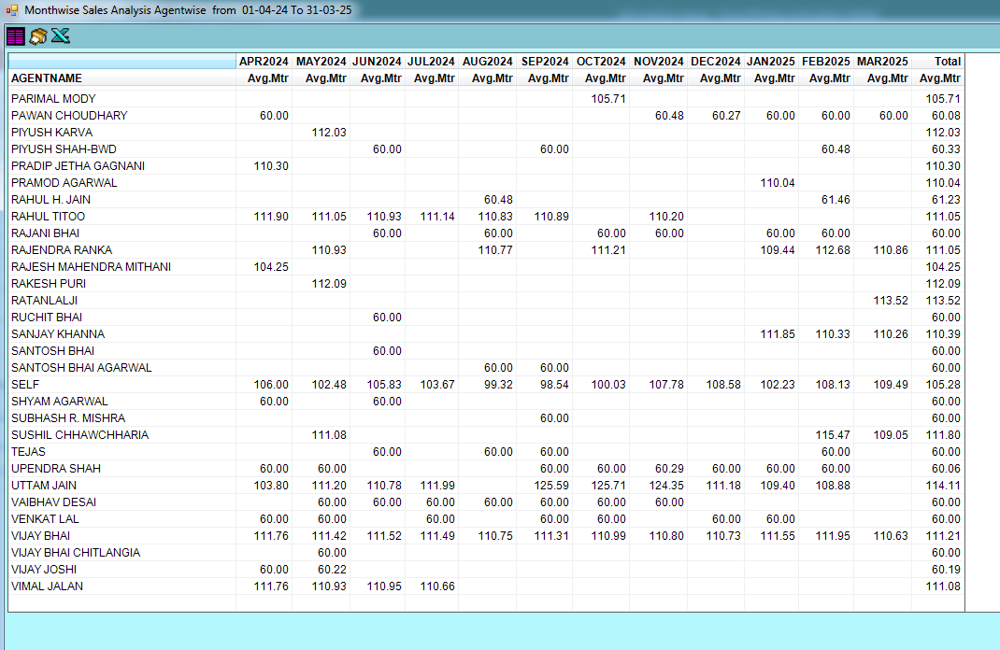 Monthwise Sales Analysis Agentwise from 01-04-24 To 31-03-25
APR2024 MAY2024 JUN2024 JUL2024 AUG2024 SEP2024 OCT2024 NOV2024 DEC2024 JAN2025 FEB2025 MAR2025 Total
AGENTNAME Avg.Mtr Avg.Mtr Avg.Mtr Avg.Mtr Avg.Mtr Avg.Mtr Avg.Mtr Avg.Mtr Avg.Mtr Avg.Mtr Avg.Mtr Avg.Mtr Avg.Mtr
PARIMAL MODY 105.71 105.71
PAWAN CHOUDHARY 60.00 60.48 60.27 60.00 60.00 60.00 60.08
PIYUSH KARVA 112.03 112.03
PIYUSH SHAH-BWD 60.00 60.00 60.48 60.33
PRADIP JETHA GAGNANI 110.30 110.30
PRAMOD AGARWAL 110.04 110.04
RAHUL H. JAIN 60.48 61.46 61.23
RAHUL TITOO 111.90 111.05 110.93 111.14 110.83 110.89 110.20 111.05
RAJANI BHAI 60.00 60.00 60.00 60.00 60.00 60.00 60.00
RAJENDRA RANKA 110.93 110.77 111.21 109.44 112.68 110.86 111.05
RAJESH MAHENDRA MITHANI 104.25 104.25
RAKESH PURI 112.09 112.09
RATANLALJI 113.52 113.52
RUCHIT BHAI 60.00 60.00
SANJAY KHANNA 111.85 110.33 110.26 110.39
SANTOSH BHAI 60.00 60.00
SANTOSH BHAI AGARWAL 60.00 60.00 60.00
SELF 106.00 102.48 105.83 103.67 99.32 98.54 100.03 107.78 108.58 102.23 108.13 109.49 105.28
SHYAM AGARWAL 60.00 60.00 60.00
SUBHASH R. MISHRA 60.00 60.00
SUSHIL CHHAWCHHARIA 111.08 115.47 109.05 111.80
TEJAS 60.00 60.00 60.00 60.00 60.00
UPENDRA SHAH 60.00 60.00 60.00 60.00 60.29 60.00 60.00 60.00 60.06
UTTAM JAIN 103.80 111.20 110.78 111.99 125.59 125.71 124.35 111.18 109.40 108.88 114.11
VAIBHAV DESAI 60.00 60.00 60.00 60.00 60.00 60.00 60.00 60.00
VENKAT LAL 60.00 60.00 60.00 60.00 60.00 60.00 60.00 60.00
VIJAY BHAI 111.76 111.42 111.52 111.49 110.75 111.31 110.99 110.80 110.73 111.55 111.95 110.63 111.21
VIJAY BHAI CHITLANGIA 60.00 60.00
VIJAY JOSHI 60.00 60.22 60.19
VIMAL JALAN 111.76 110.93 110.95 110.66 111.08